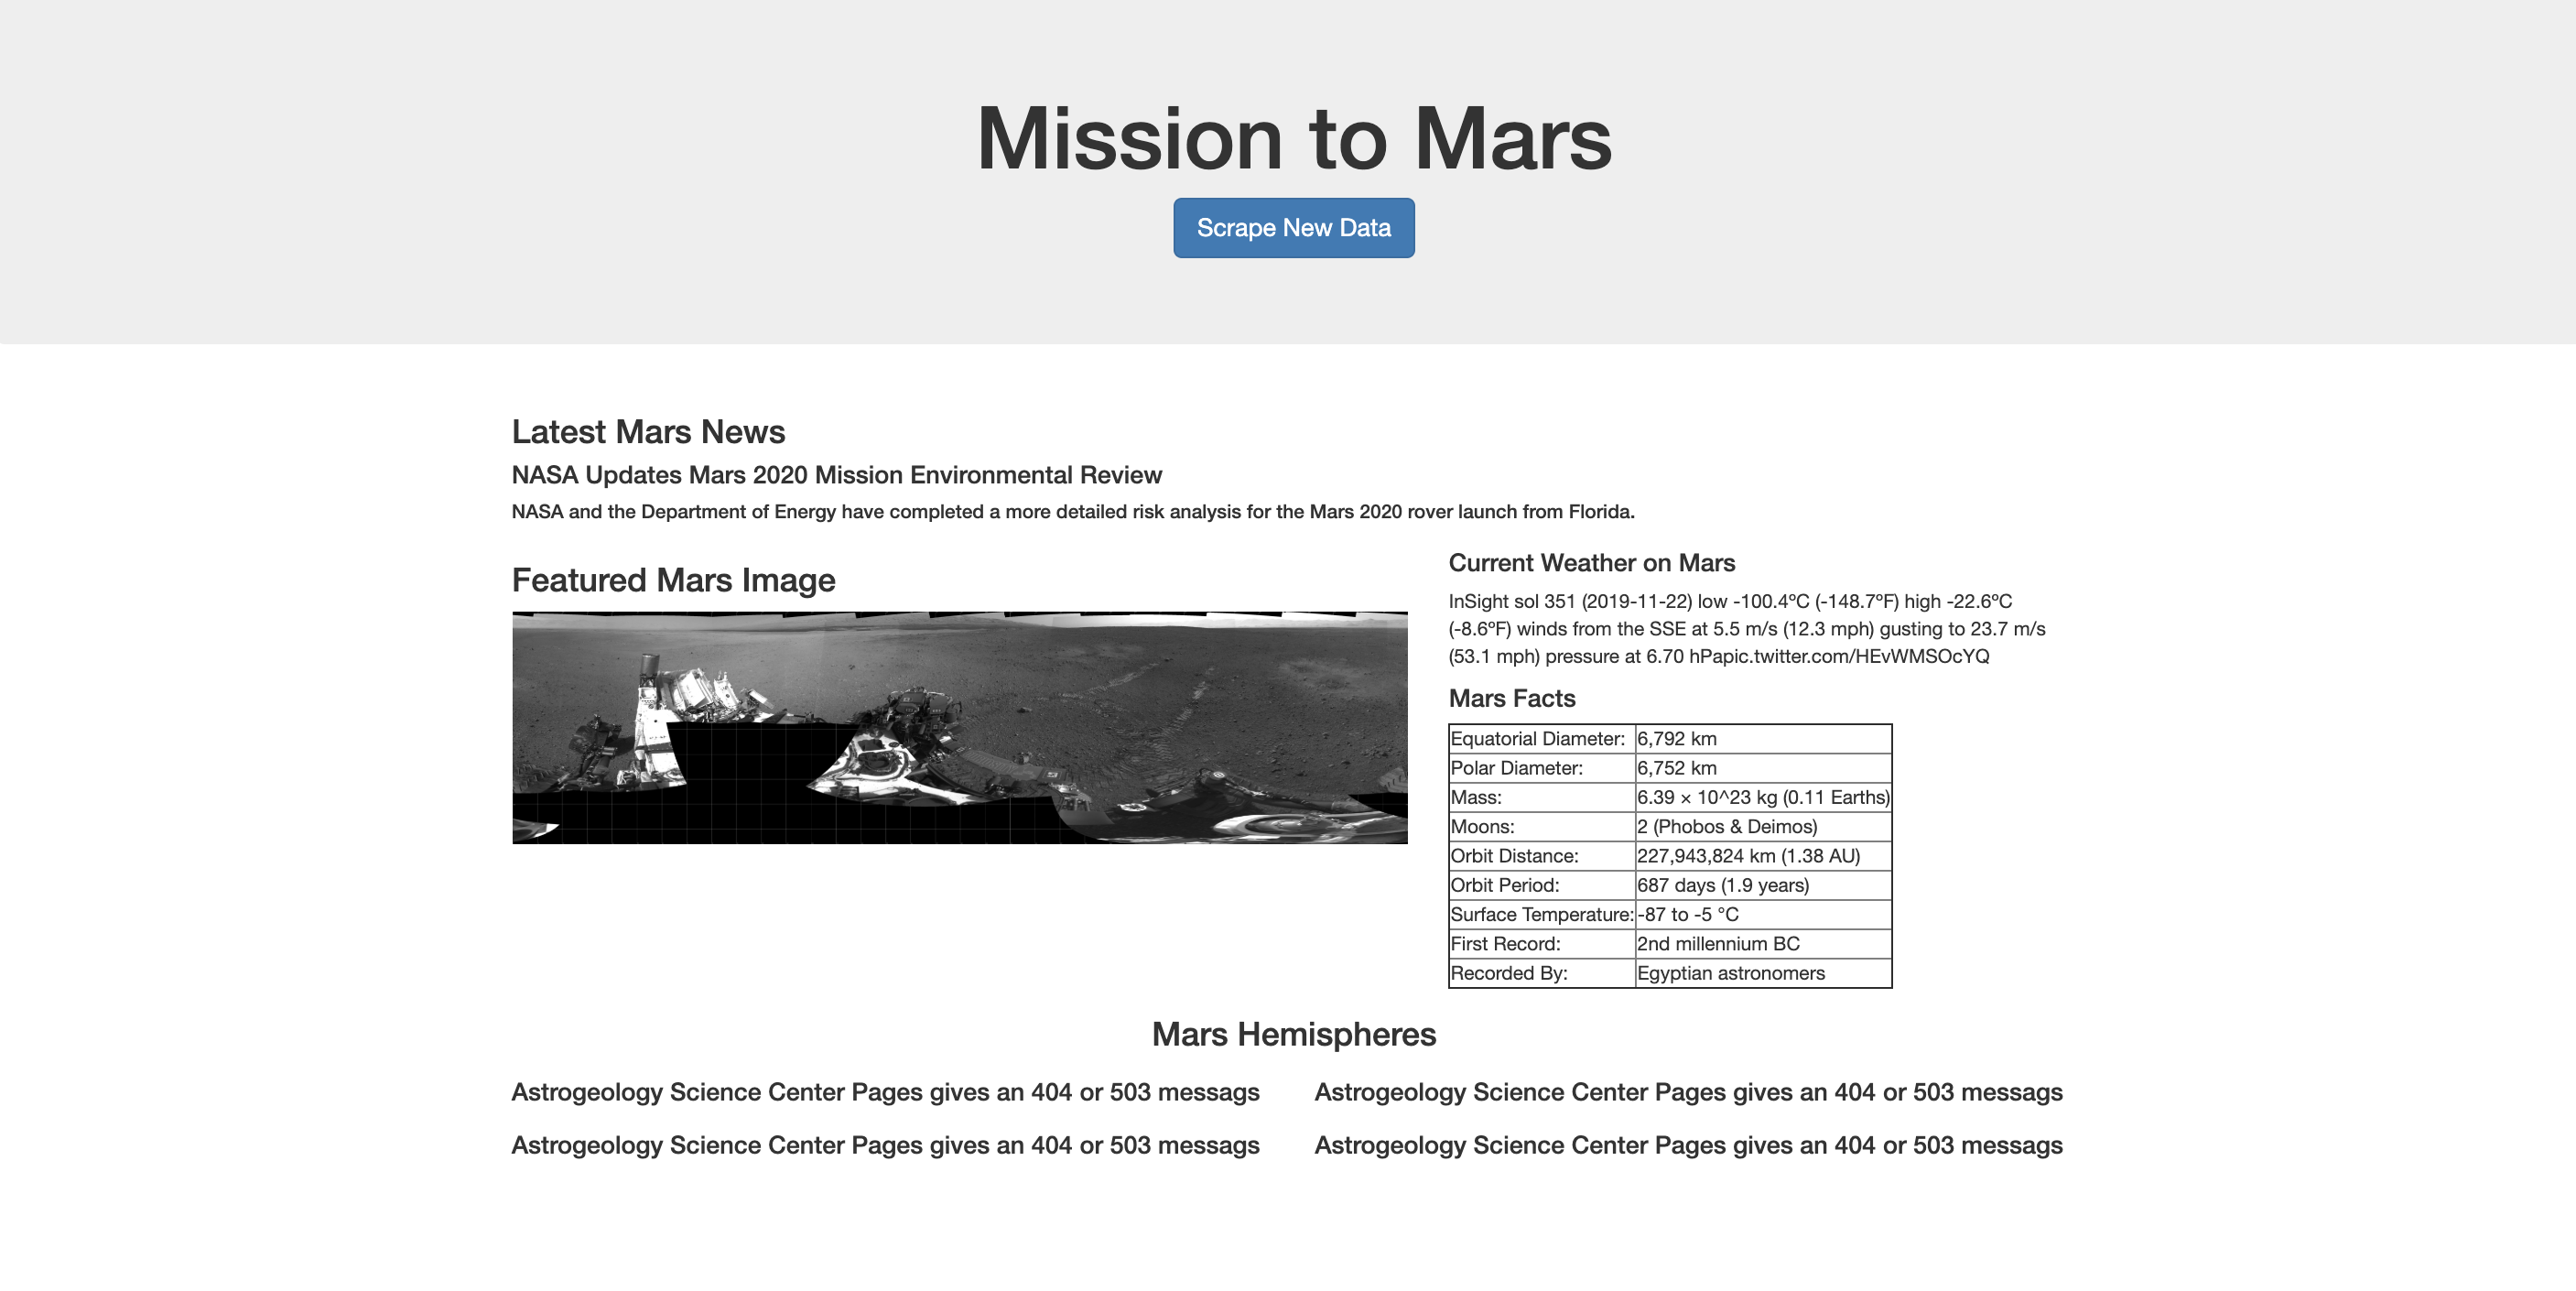 Mission to Mars
Scrape New Data
Latest Mars News
NASA Updates Mars 2020 Mission Environmental Review
NASA and the Department of Energy have completed a more detailed risk analysis for the Mars 2020 rover launch from Florida.
Featured Mars Image
Current Weather on Mars
InSight sol 351 (2019-11-22) low -100.4ºC (-148.7ºF) high -22.6ºC
(-8.6ºF) winds from the SSE at 5.5 m/s (12.3 mph) gusting to 23.7 m/s
(53.1 mph) pressure at 6.70 hPapic.twitter.com/HEvWMSOcYQ
Mars Facts
Equatorial Diameter: 6,792 km
Polar Diameter: 6,752 km
Mass: 6.39 × 10^23 kg (0.11 Earths)
Moons: 2 (Phobos & Deimos)
Orbit Distance: 227,943,824 km (1.38 AU)
Orbit Period: 687 days (1.9 years)
Surface Temperature: -87 to -5 °C
First Record: 2nd millennium BC
Recorded By: Egyptian astronomers
Mars Hemispheres
Astrogeology Science Center Pages gives an 404 or 503 messags
Astrogeology Science Center Pages gives an 404 or 503 messags
Astrogeology Science Center Pages gives an 404 or 503 messags
Astrogeology Science Center Pages gives an 404 or 503 messags